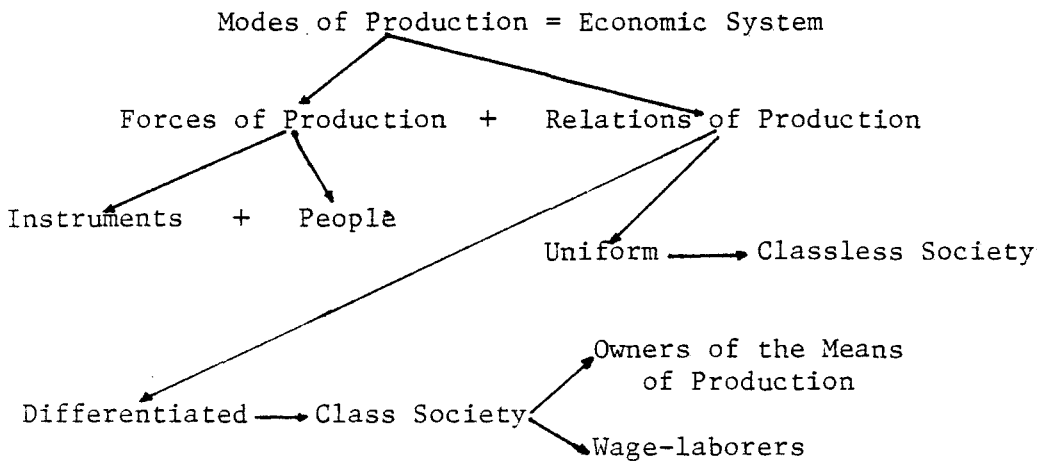 Modes of Production = Economic System
Forces of Production + Relations of Production
Instruments + People
Uniform Classless Society
Owners of the Means
of Production
Differentiated Class Society
Wage-laborers